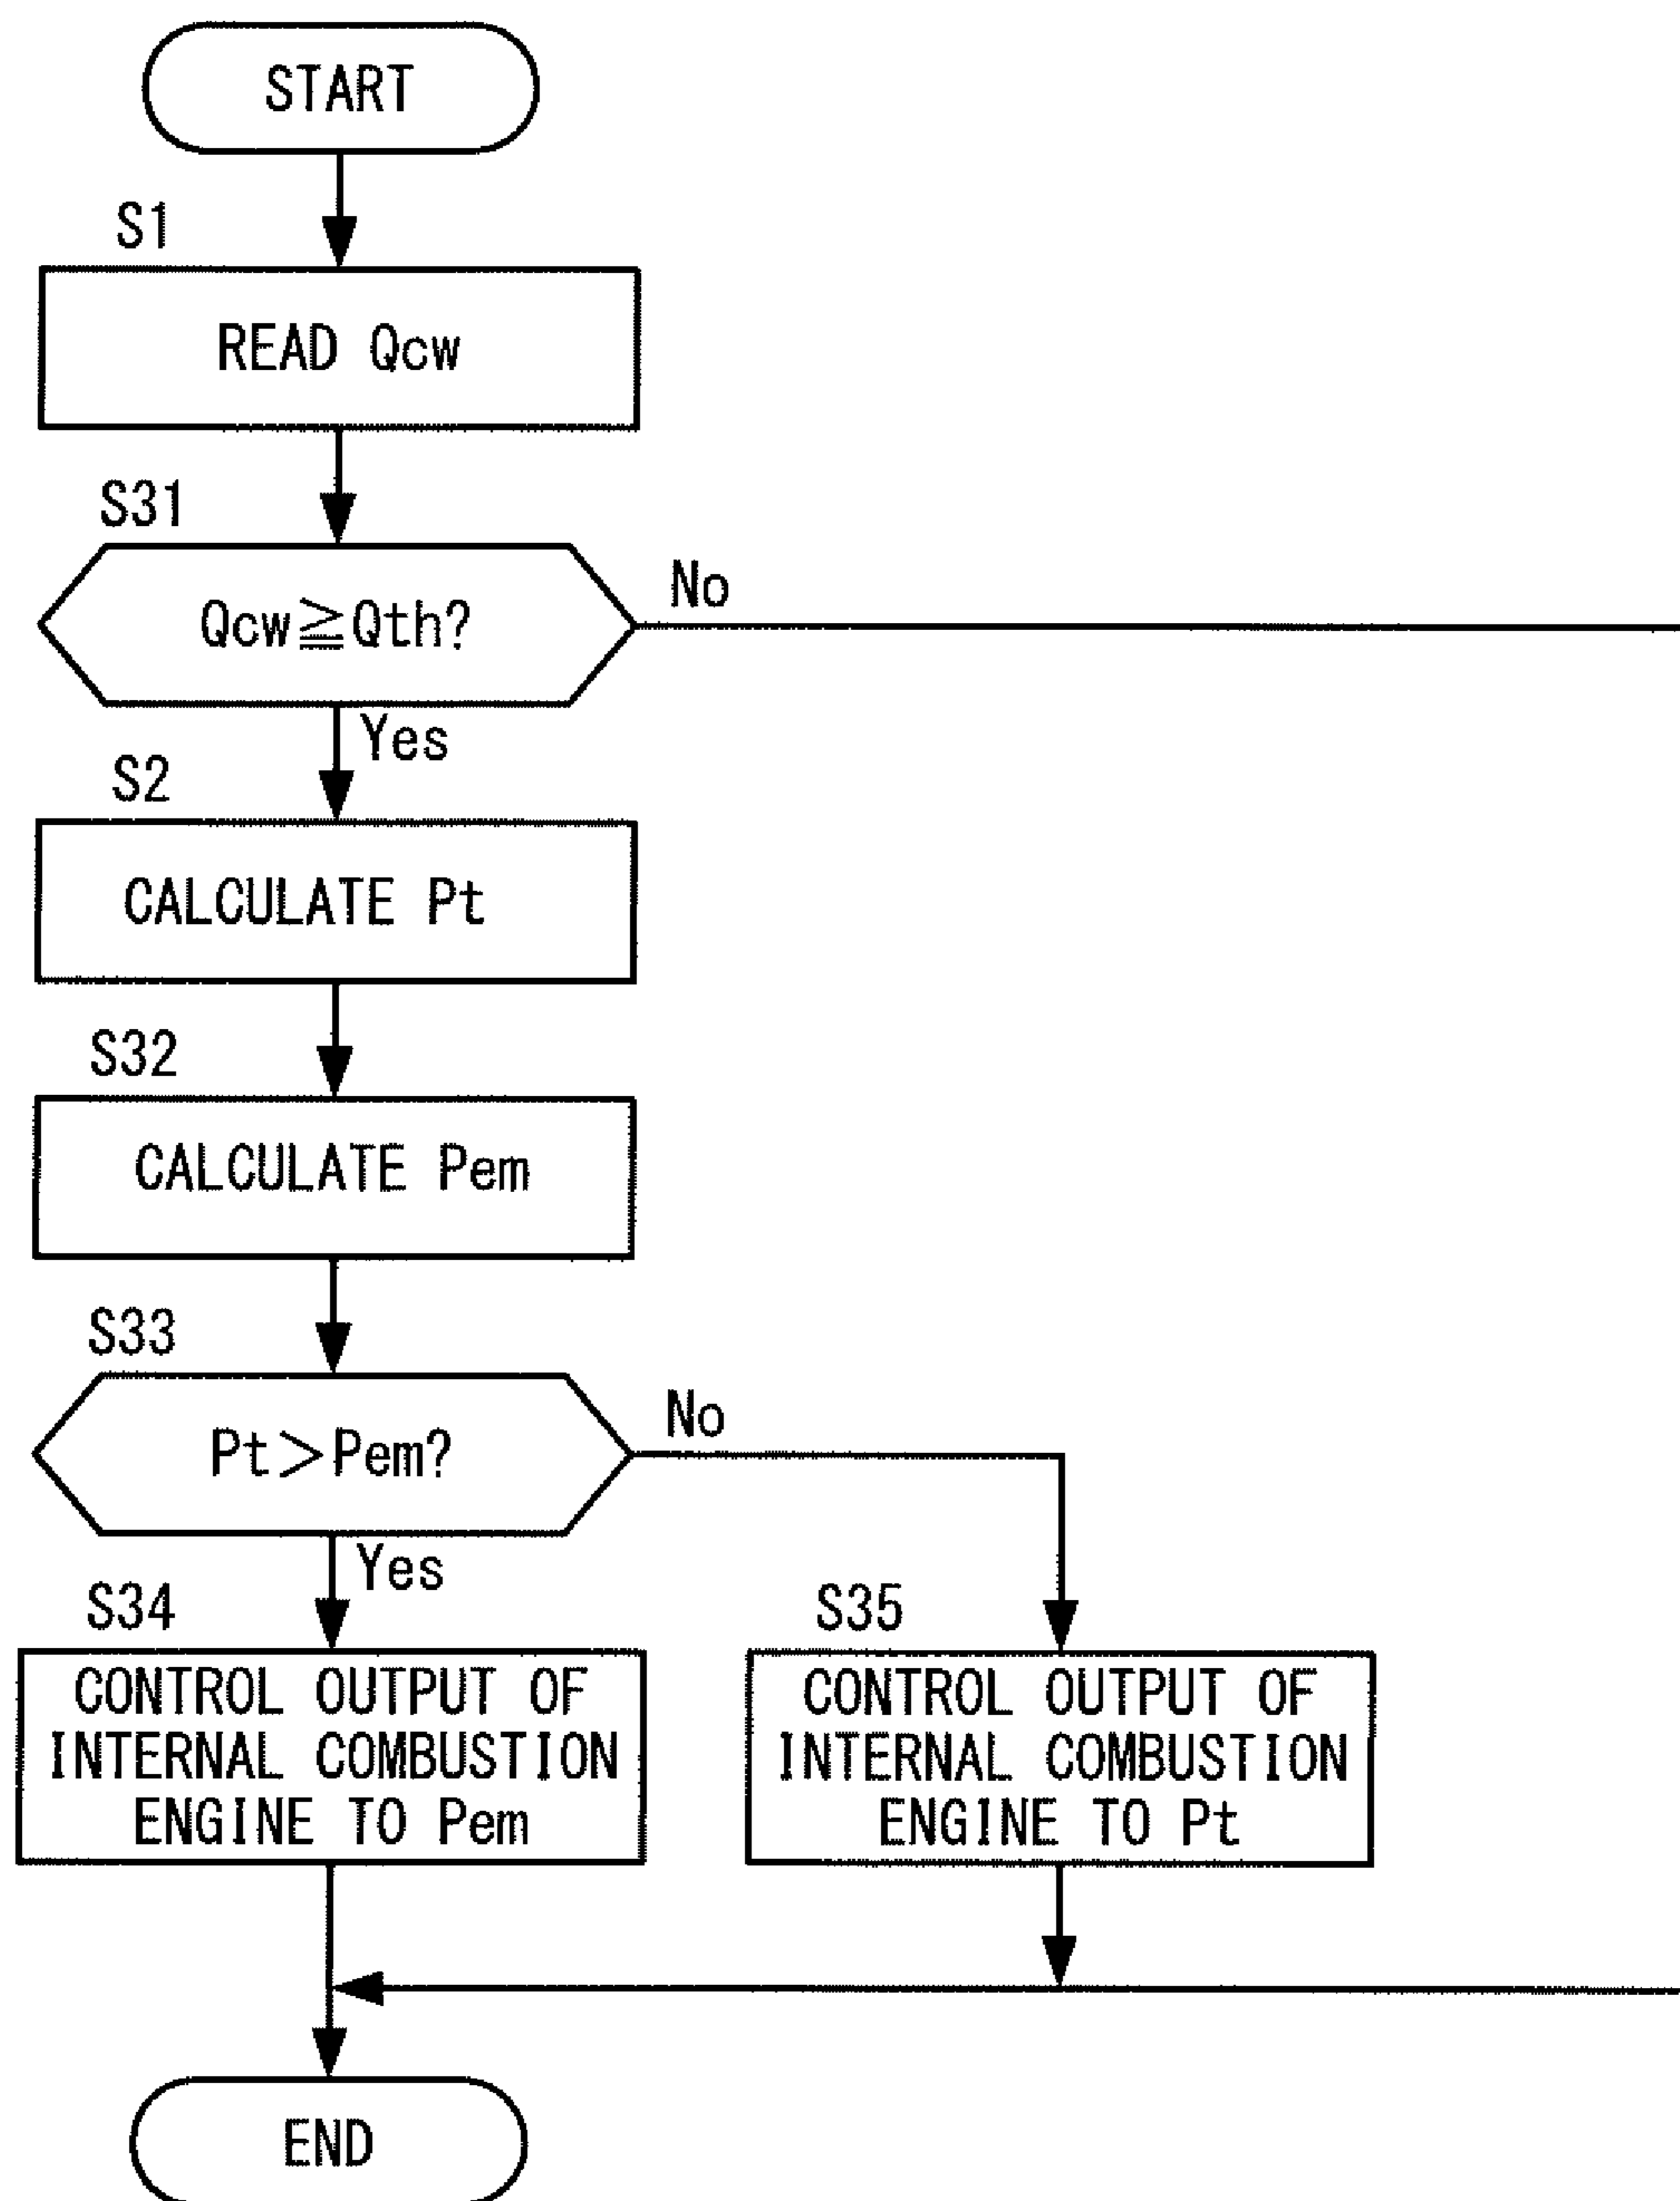 START
S1
READ Qcw
S31
Qcw≧Qth?
No
Yes
S2
CALCULATE Pt
S32
CALCULATE Pem
S33
Pt>Pem?
No
Yes
S34
CONTROL OUTPUT OF
INTERNAL COMBUSTION
ENGINE TO Pem
S35
CONTROL OUTPUT OF
INTERNAL COMBUSTION
ENGINE TO Pt
END